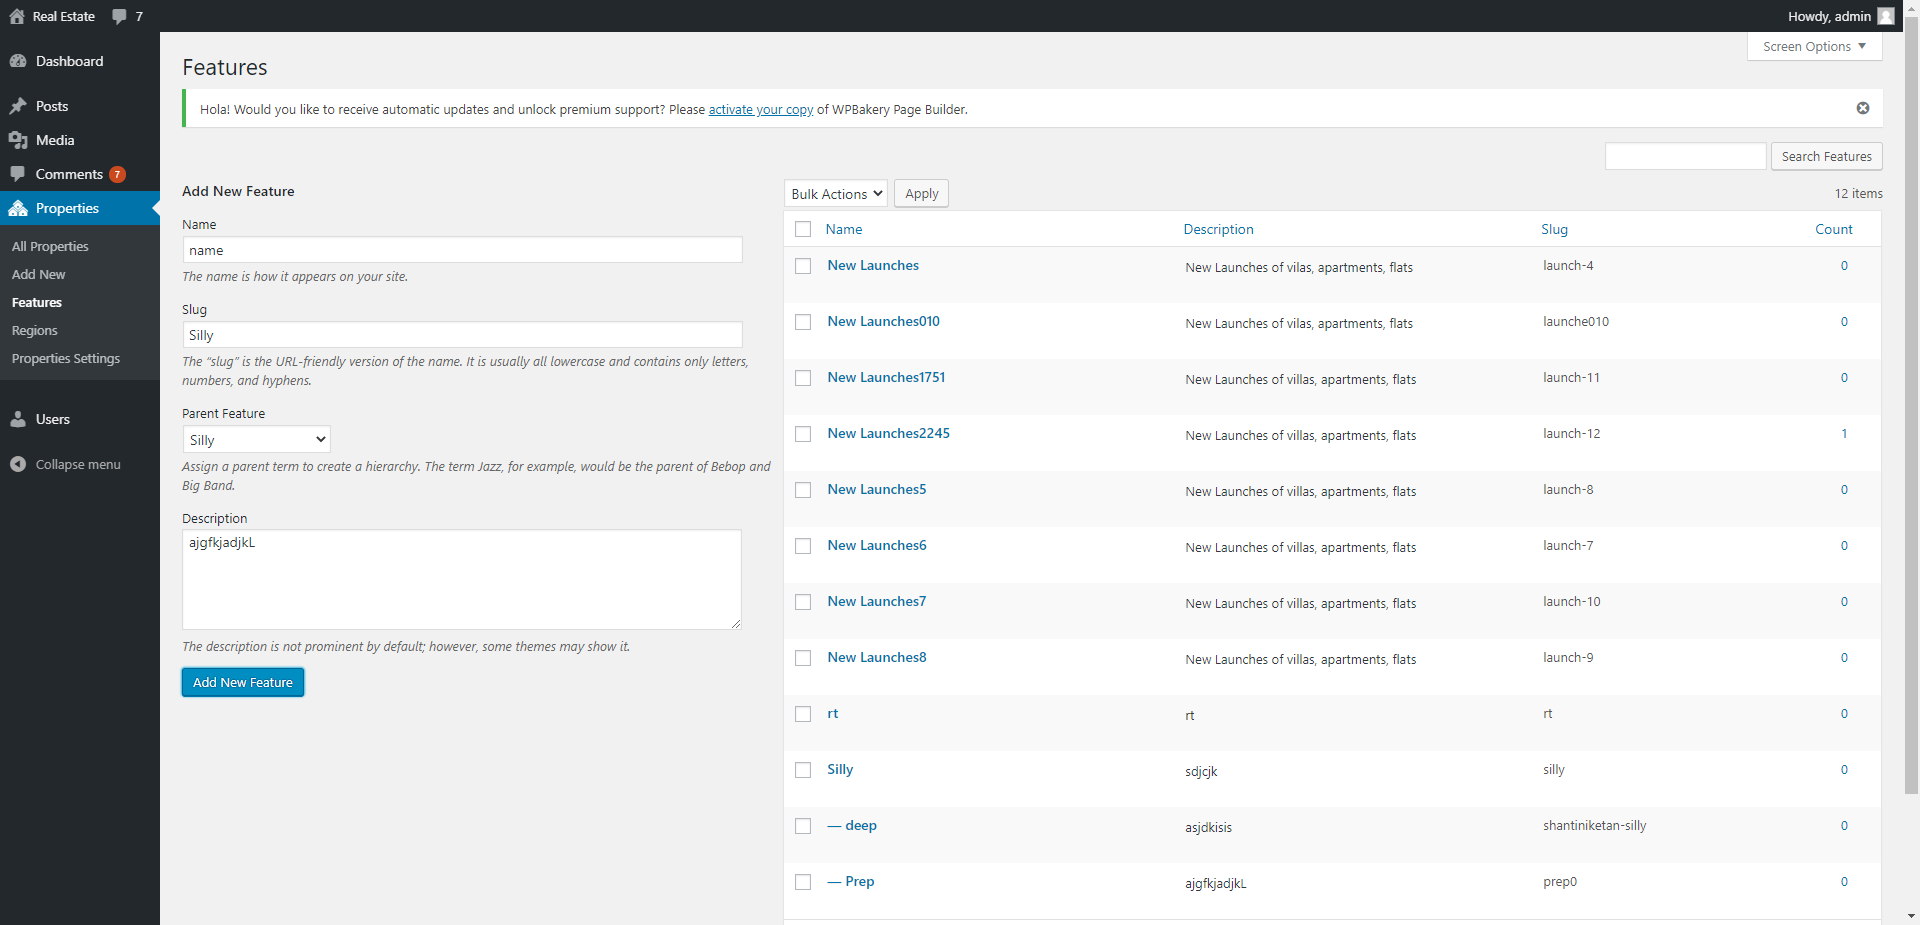 Real Estate 7 Howdy, admin
Screen Options
Dashboard
Posts
Media
Comments 7
Properties
All Properties
Add New
Features
Regions
Properties Settings
Users
Collapse menu
Features
Hola! Would you like to receive automatic updates and unlock premium support? Please activate your copy of WPBakery Page Builder.
Search Features
Add New Feature
Name
name
The name is how it appears on your site.
Slug
Silly
The “slug” is the URL-friendly version of the name. It is usually all lowercase and contains only letters,
numbers, and hyphens.
Parent Feature
Silly
Assign a parent term to create a hierarchy. The term Jazz, for example, would be the parent of Bebop and
Big Band.
Description
ajgfkjadjkL
The description is not prominent by default; however, some themes may show it.
Add New Feature
Bulk Actions Apply 12 items
Name Description Slug Count
New Launches New Launches of vilas, apartments, flats launch-4 0
New Launches010 New Launches of vilas, apartments, flats launche010 0
New Launches1751 New Launches of villas, apartments, flats launch-11 0
New Launches2245 New Launches of villas, apartments, flats launch-12 1
New Launches5 New Launches of villas, apartments, flats launch-8 0
New Launches6 New Launches of villas, apartments, flats launch-7 0
New Launches7 New Launches of villas, apartments, flats launch-10 0
New Launches8 New Launches of villas, apartments, flats launch-9 0
rt rt rt 0
Silly sdjcjk silly 0
— deep asjdkisis shantiniketan-silly 0
— Prep ajgfkjadjkL prep0 0